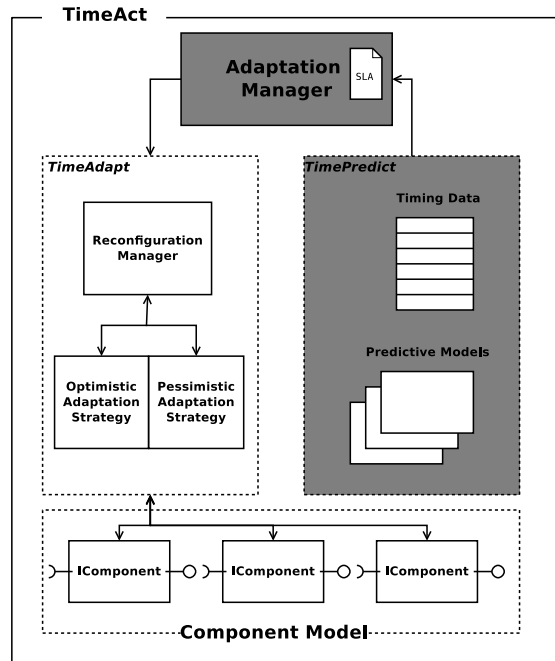 TimeAct
Adaptation
Manager
SLA
TimeAdapt
TimePredict
Reconfiguration
Manager
Timing Data
Optimistic
Adaptation
Strategy
Pessimistic
Adaptation
Strategy
Predictive Models
IComponent
IComponent
IComponent
Component Model